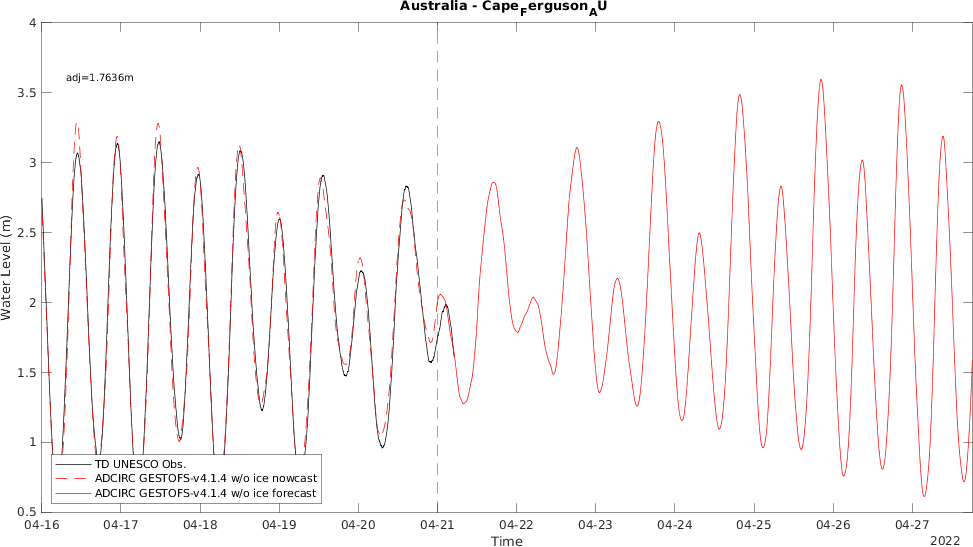 Australia - Cape_Ferguson_AU
4
adj=1.7636m
3.5
3
2.5
Water Level (m)
2
1.5
1
TD UNESCO Obs.
ADCIRC GESTOFS-v4.1.4 w/o ice nowcast
ADCIRC GESTOFS-v4.1.4 w/o ice forecast
0.5
04-16 04-17 04-18 04-19 04-20 04-21 04-22 04-23 04-24 04-25 04-26 04-27
Time
2022